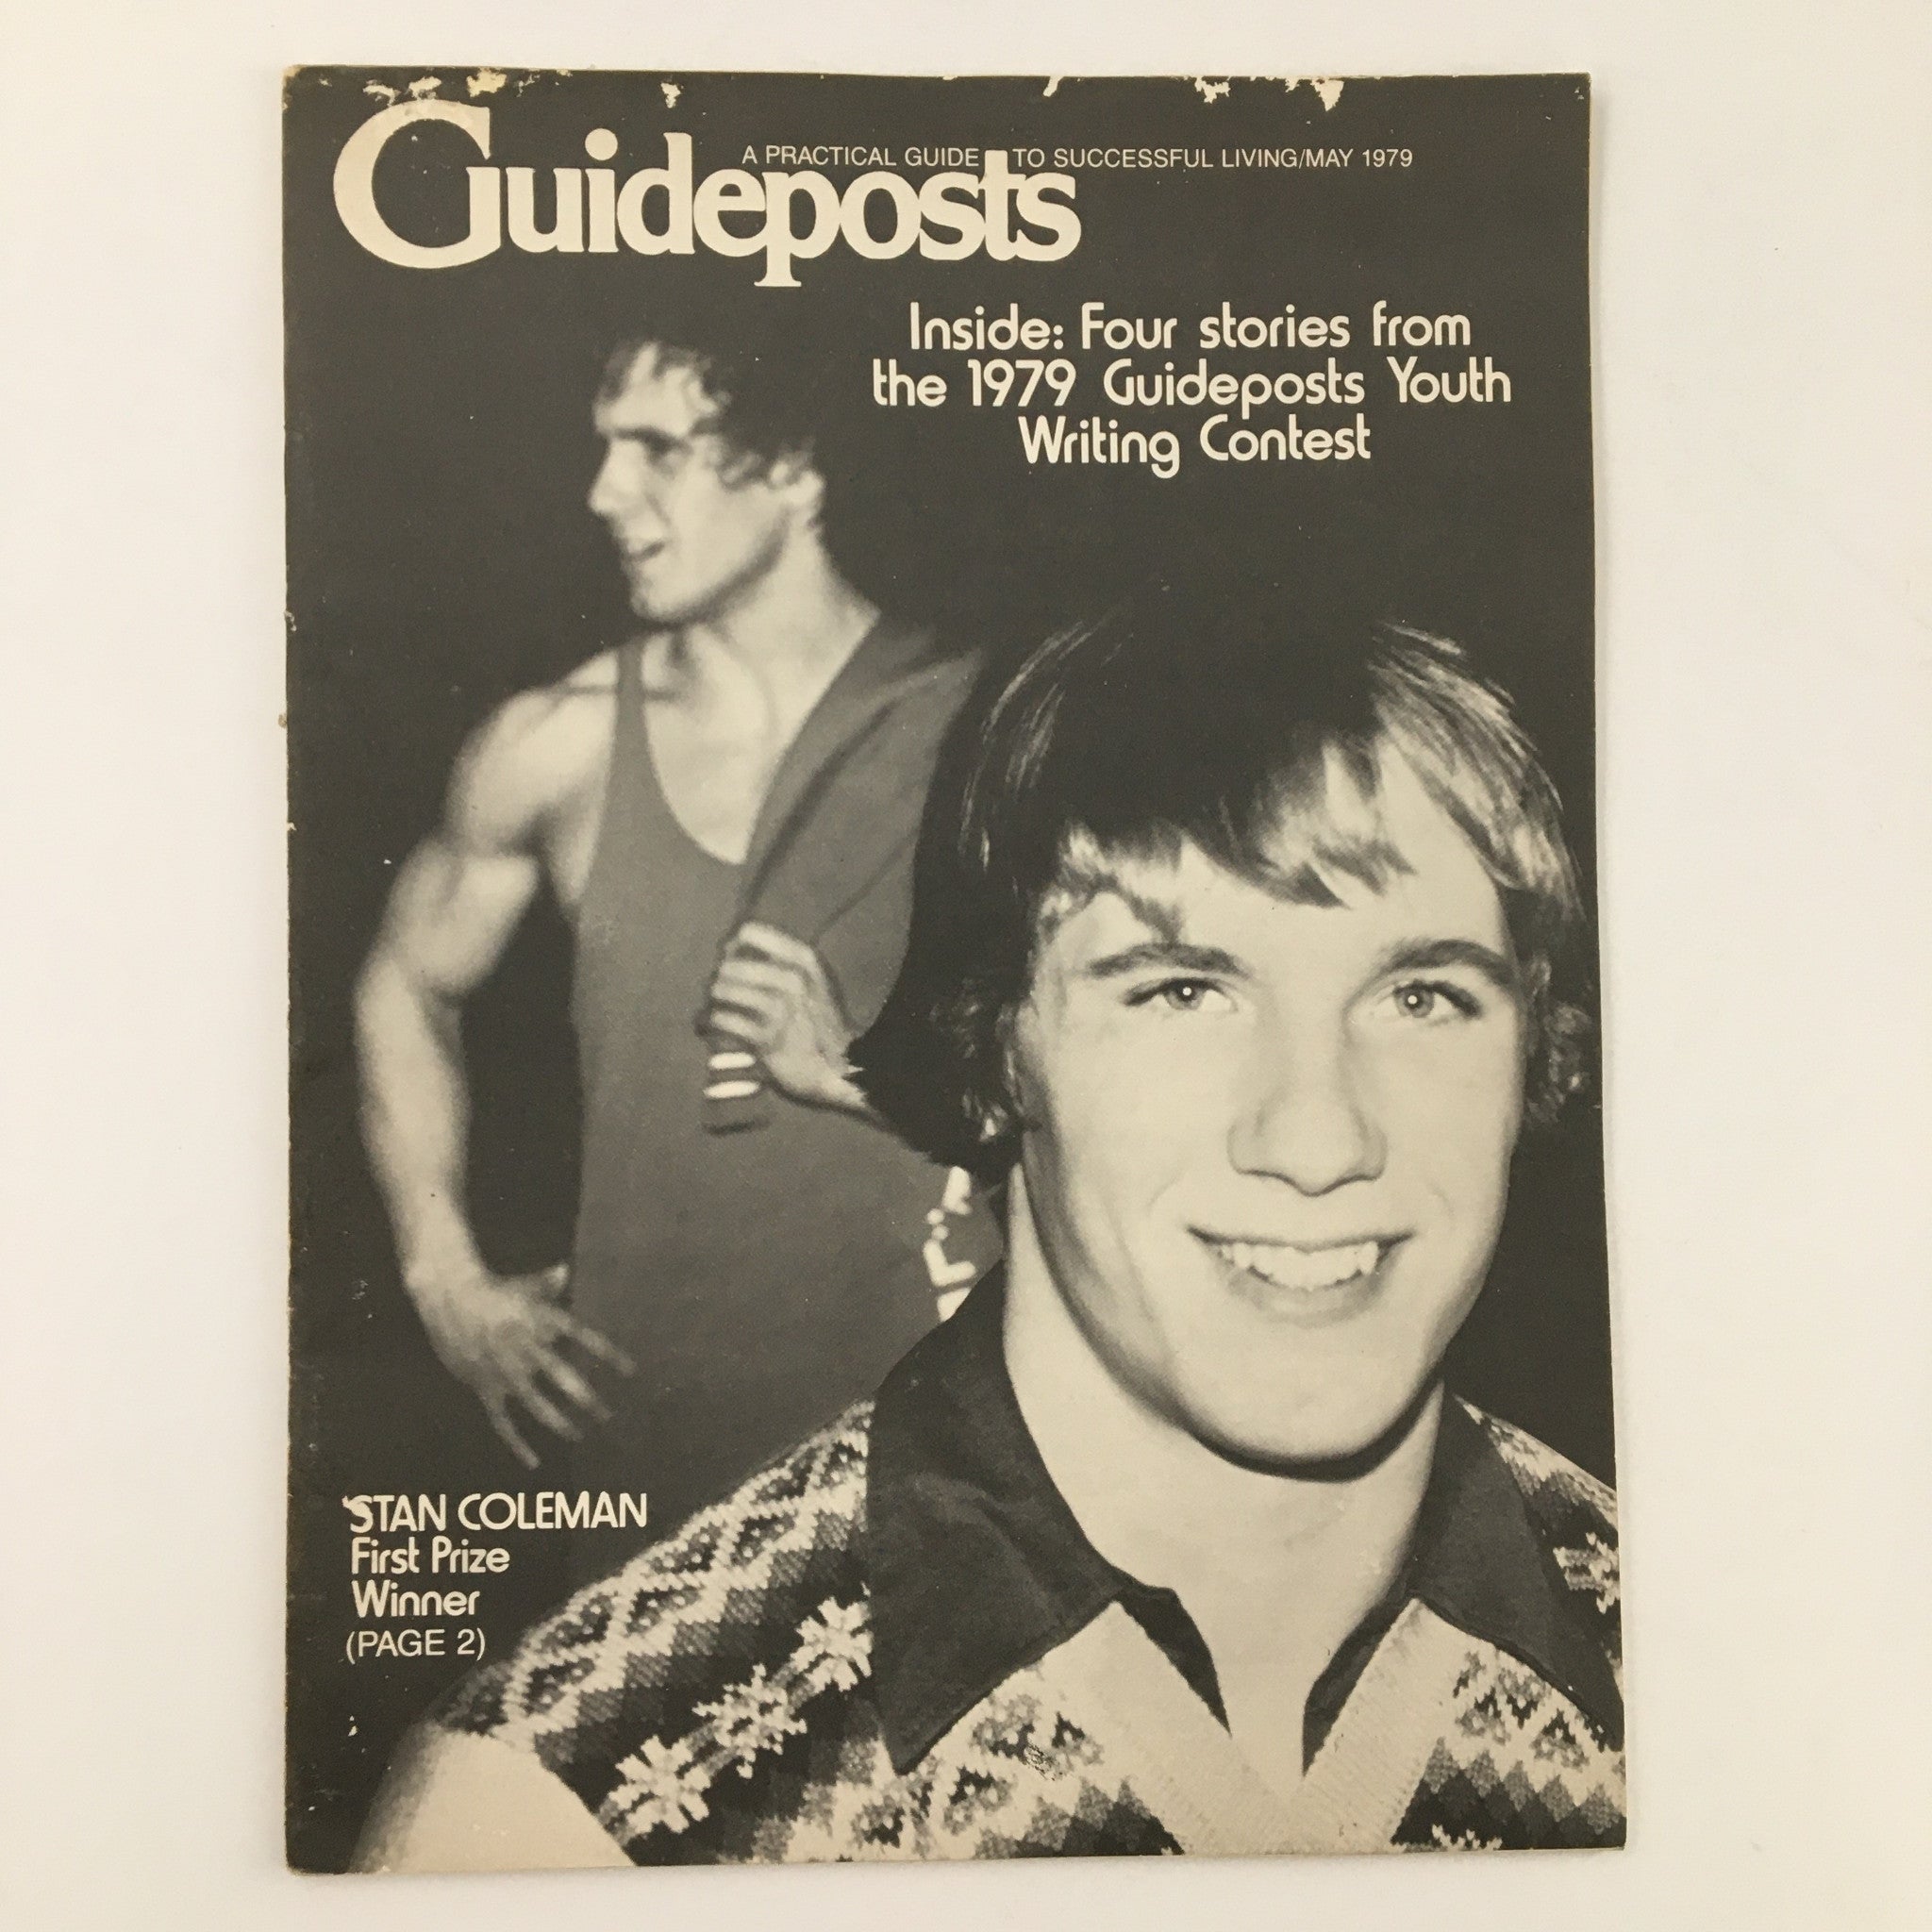 A PRACTICAL GUIDE TO SUCCESSFUL LIVING/MAY 1979
Guideposts
Inside: Four stories from
the 1979 Guideposts Youth
Writing Contest
STAN COLEMAN
First Prize
Winner
(PAGE 2)